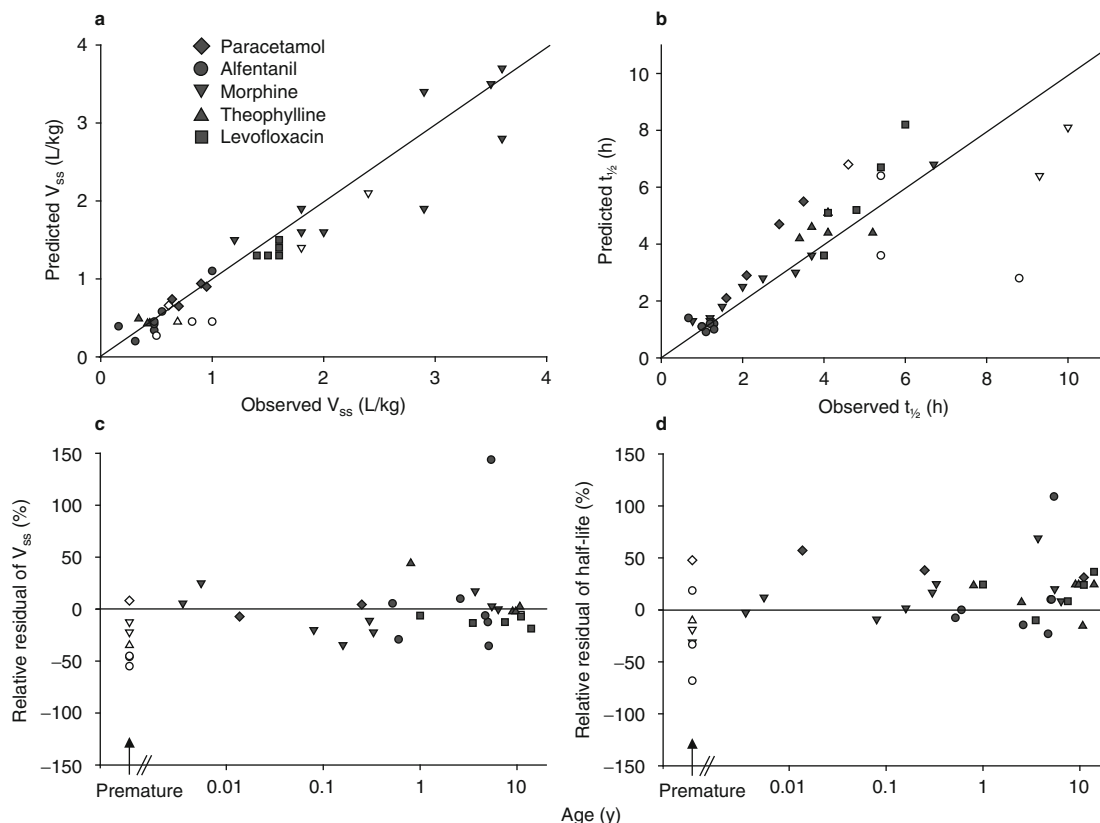 a
Paracetamol
Alfentanil
Morphine
Theophylline
Levofloxacin
4
3
2
1
0
0 1 2 3 4
Predicted Vss (L/kg)
Observed Vss (L/kg)
b
10
8
6
4
2
0
0 2 4 6 8 10
Predicted t½ (h)
Observed t½ (h)
c
150
100
50
0
−50
−100
−150
Relative residual of Vss (%)
Premature
0.01 0.1 1 10
d
150
100
50
0
−50
−100
−150
Relative residual of half-life (%)
Premature
0.01 0.1 1 10
Age (y)